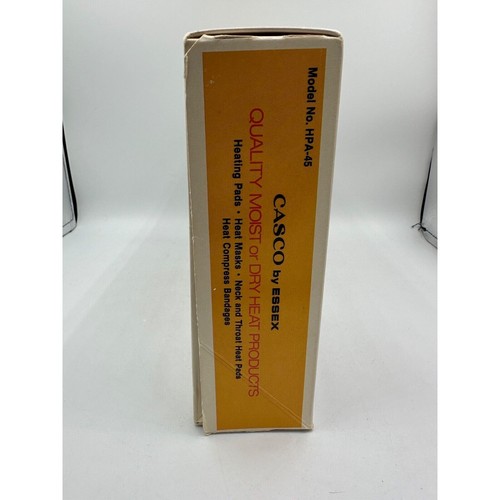 Model No. HPA-45
CASCO by ESSEX
QUALITY MOIST or DRY HEAT PRODUCTS
Heating Pads • Heat Masks • Neck and Throat Heat Pads
Heat Compress Bandages